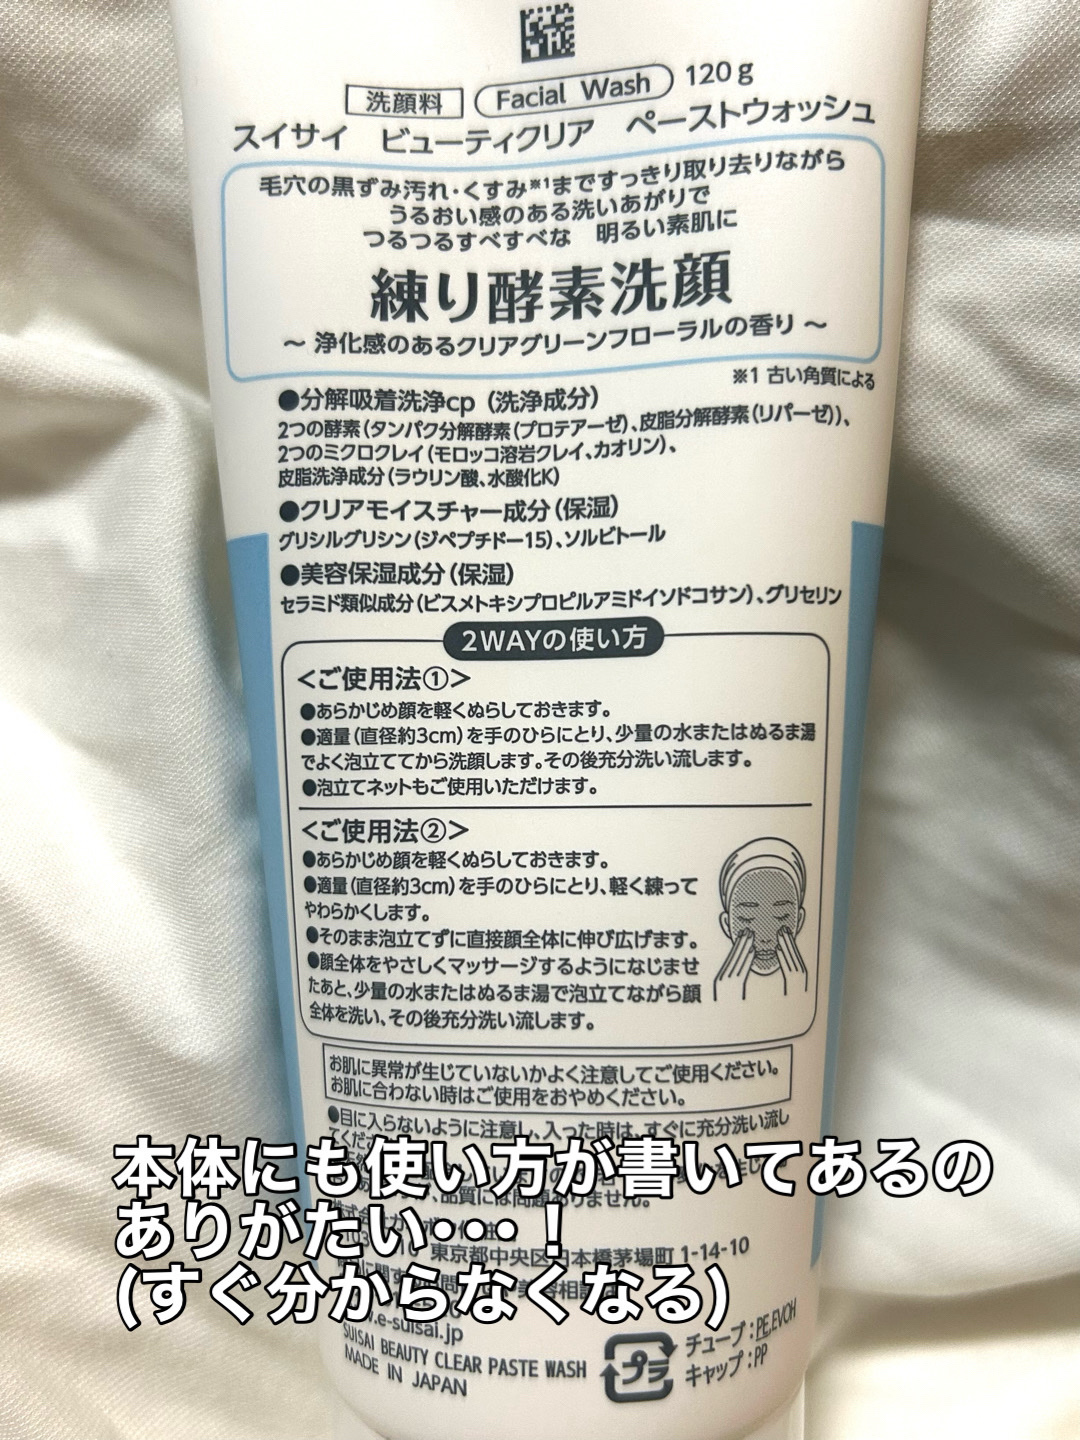 洗顔料 Facial Wash 120g
スイサイ ビューティクリア ペーストウォッシュ
毛穴の黒ずみ汚れ・くすみ※1まですっきり取り去りながら
うるおい感のある洗いあがりで
つるつるすべすべな 明るい素肌に
練り酵素洗顔
～ 浄化感のあるクリアグリーンフローラルの香り ～
※1 古い角質による
●分解吸着洗浄cp（洗浄成分）
2つの酵素（タンパク分解酵素（プロテアーゼ）、皮脂分解酵素（リパーゼ））、
2つのミクロクレイ（モロッコ溶岩クレイ、カオリン）、
皮脂洗浄成分（ラウリン酸、水酸化K）
●クリアモイスチャー成分（保湿）
グリシルグリシン（ジペプチド－15）、ソルビトール
●美容保湿成分（保湿）
セラミド類似成分（ビスメトキシプロピルアミドイソドコサン）、グリセリン
2WAYの使い方
＜ご使用法①＞
●あらかじめ顔を軽くぬらしておきます。
●適量（直径約3cm）を手のひらにとり、少量の水またはぬるま湯
でよく泡立ててから洗顔します。その後充分洗い流します。
●泡立てネットもご使用いただけます。
＜ご使用法②＞
●あらかじめ顔を軽くぬらしておきます。
●適量（直径約3cm）を手のひらにとり、軽く練って
やわらかくします。
●そのまま泡立てずに直接顔全体に伸び広げます。
●顔全体をやさしくマッサージするようになじませ
たあと、少量の水またはぬるま湯で泡立てながら顔
全体を洗い、その後充分洗い流します。
お肌に異常が生じていないかよく注意してご使用ください。
お肌に合わない時はご使用をおやめください。
●目に入らないように注意し、入った時は、すぐに充分洗い流し
てくださ
品質には問題ありません。
本体にも使い方が書いてあるの
ありがたい・・・！
(すぐ分からなくなる)
東京都中央区日本橋茅場町 1-14-10
e-suisai.jp
SUISAI BEAUTY CLEAR PASTE WASH
MADE IN JAPAN
プラ
チューブ：PE,EVOH
キャップ：PP